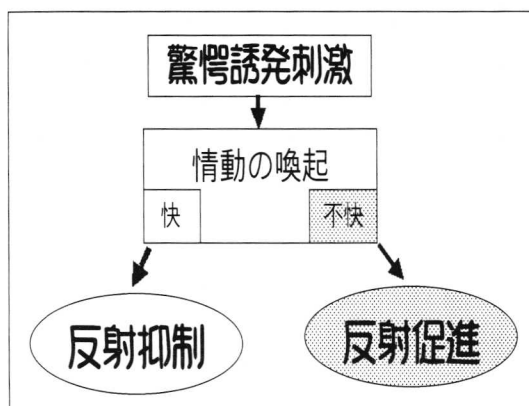 驚愕誘発刺激
情動の喚起
快
不快
反射抑制
反射促進